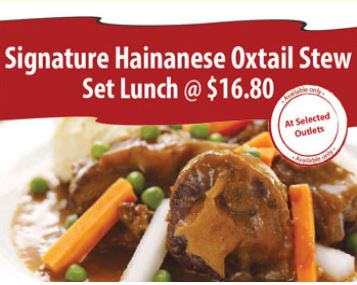 Signature Hainanese Oxtail Stew
Set Lunch @ $16.80
• Available only •
At Selected
Outlets
• Available only •